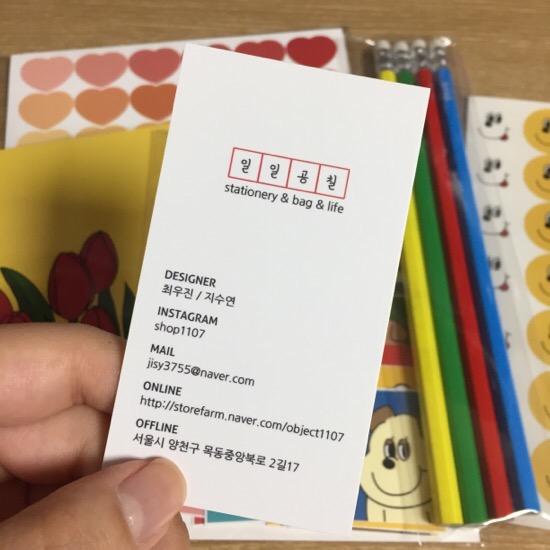 일일공칠
stationery & bag & life
DESIGNER
최우진 / 지수연
INSTAGRAM
shop1107
MAIL
jisy3755@naver.com
ONLINE
http://storefarm.naver.com/object1107
OFFLINE
서울시 양천구 목동중앙북로 2길17